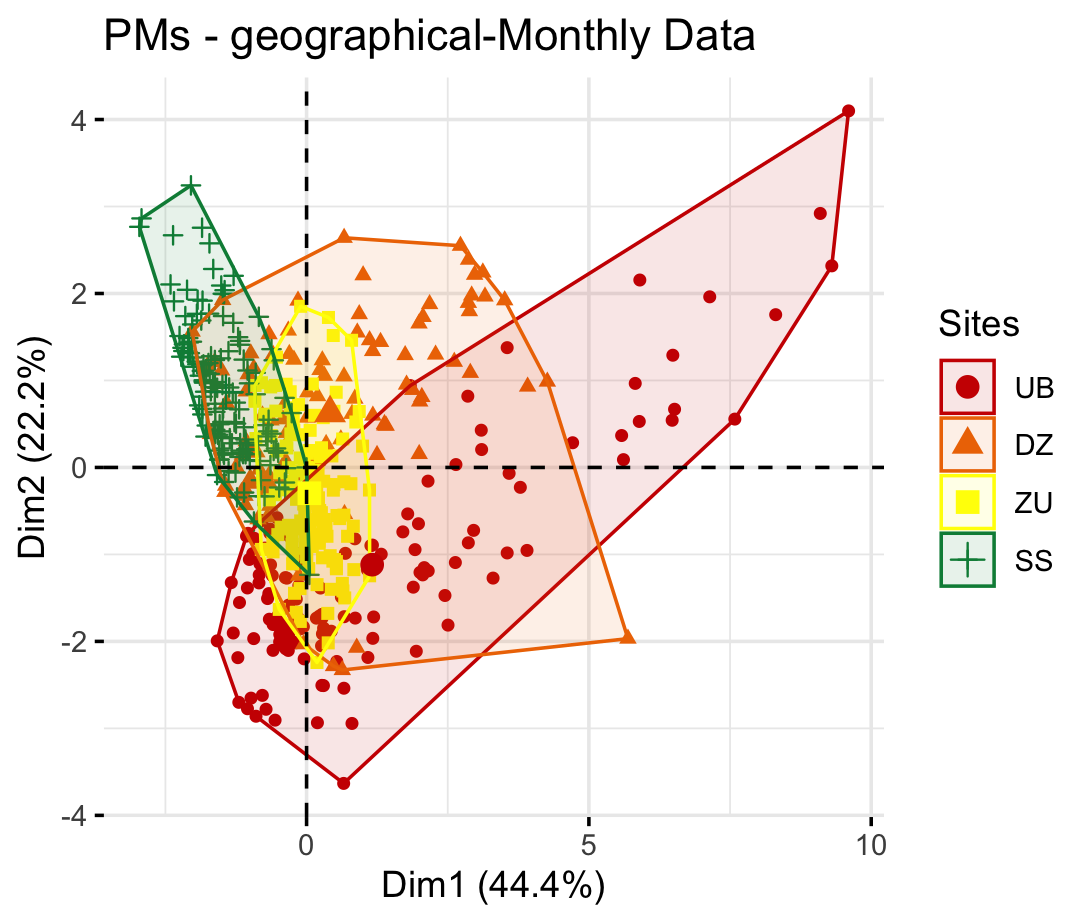 PMs - geographical-Monthly Data
4
2
0
-2
-4
Dim2 (22.2%)
0
5
10
Dim1 (44.4%)
Sites
UB
DZ
ZU
SS